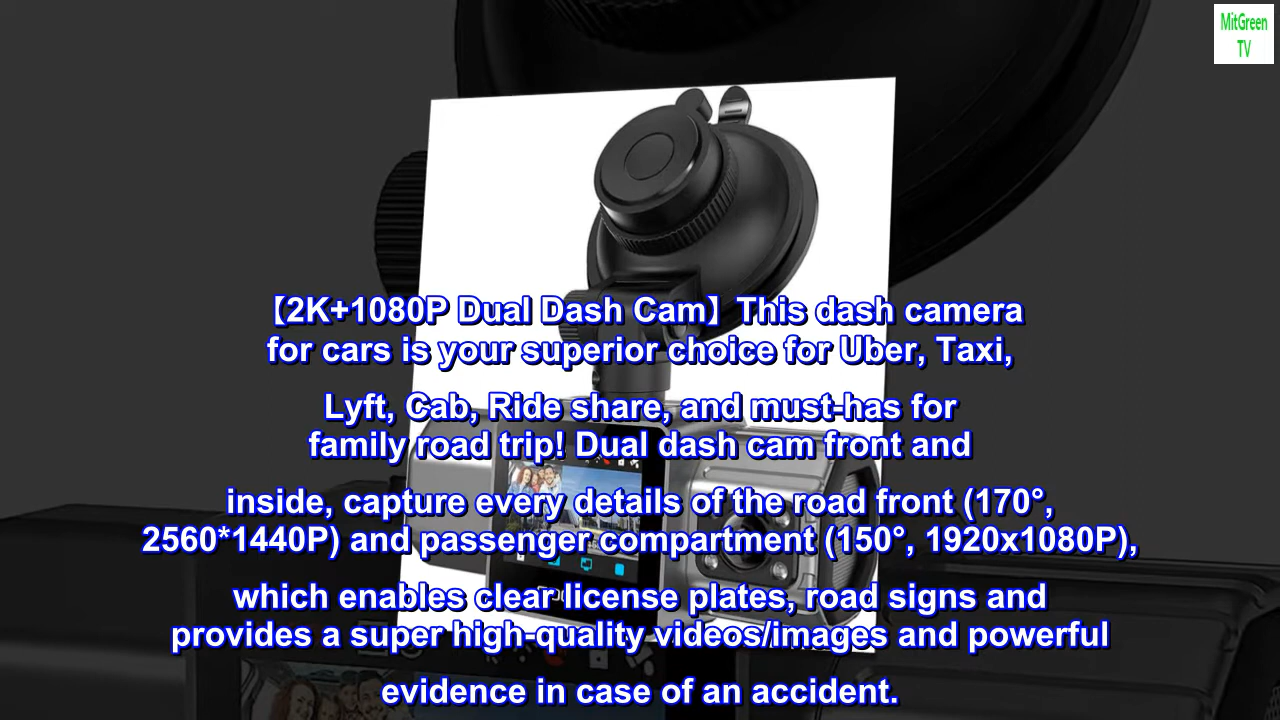 MitGreen
TV
【2K+1080P Dual Dash Cam】This dash camera
for cars is your superior choice for Uber, Taxi,
Lyft, Cab, Ride share, and must-has for
family road trip! Dual dash cam front and
inside, capture every details of the road front (170°,
2560*1440P) and passenger compartment (150°, 1920x1080P),
which enables clear license plates, road signs and
provides a super high-quality videos/images and powerful
evidence in case of an accident.